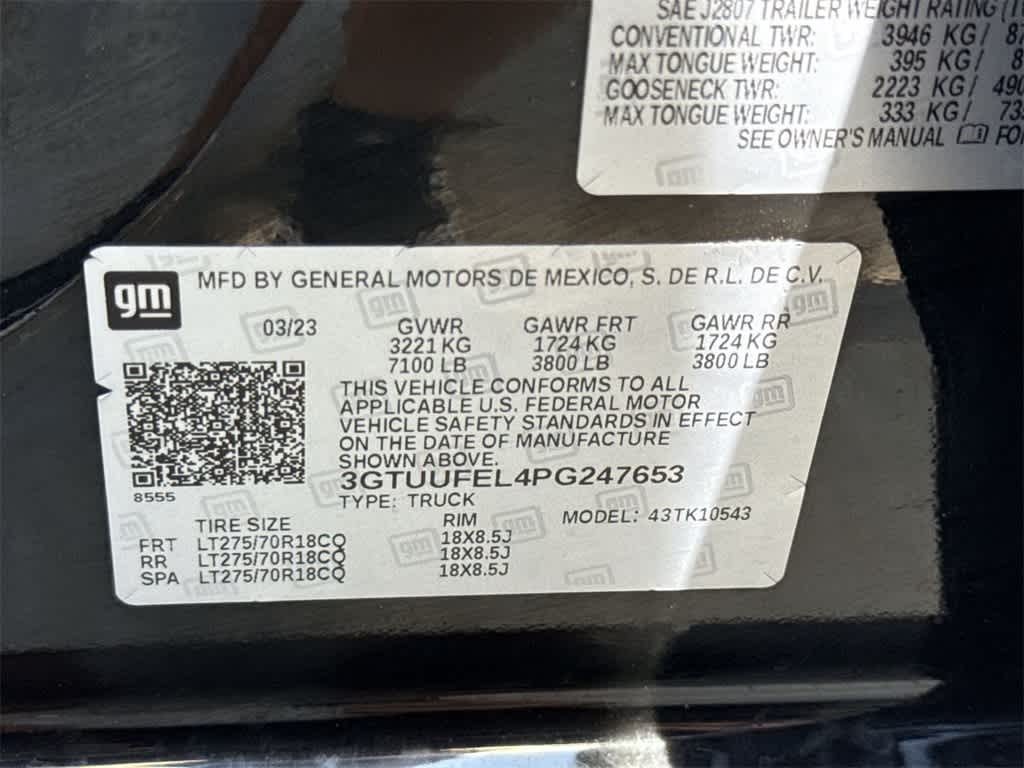 SAE J2807 TRAILER WEIGHT RATING
CONVENTIONAL TWR: 3946 KG/
MAX TONGUE WEIGHT: 395 KG/
GOOSENECK TWR: 2223 KG/
MAX TONGUE WEIGHT: 333 KG/
SEE OWNER'S MANUAL
gm
gm MFD BY GENERAL MOTORS DE MEXICO, S. DE R.L. DE C.V.
03/23 GVWR GAWR FRT GAWR RR
3221 KG 1724 KG 1724 KG
7100 LB 3800 LB 3800 LB
THIS VEHICLE CONFORMS TO ALL
APPLICABLE U.S. FEDERAL MOTOR
VEHICLE SAFETY STANDARDS IN EFFECT
ON THE DATE OF MANUFACTURE
SHOWN ABOVE.
3GTUUFEL4PG247653
8555 TYPE: TRUCK
TIRE SIZE RIM MODEL: 43TK10543
FRT LT275/70R18CQ 18X8.5J
RR LT275/70R18CQ 18X8.5J
SPA LT275/70R18CQ 18X8.5J